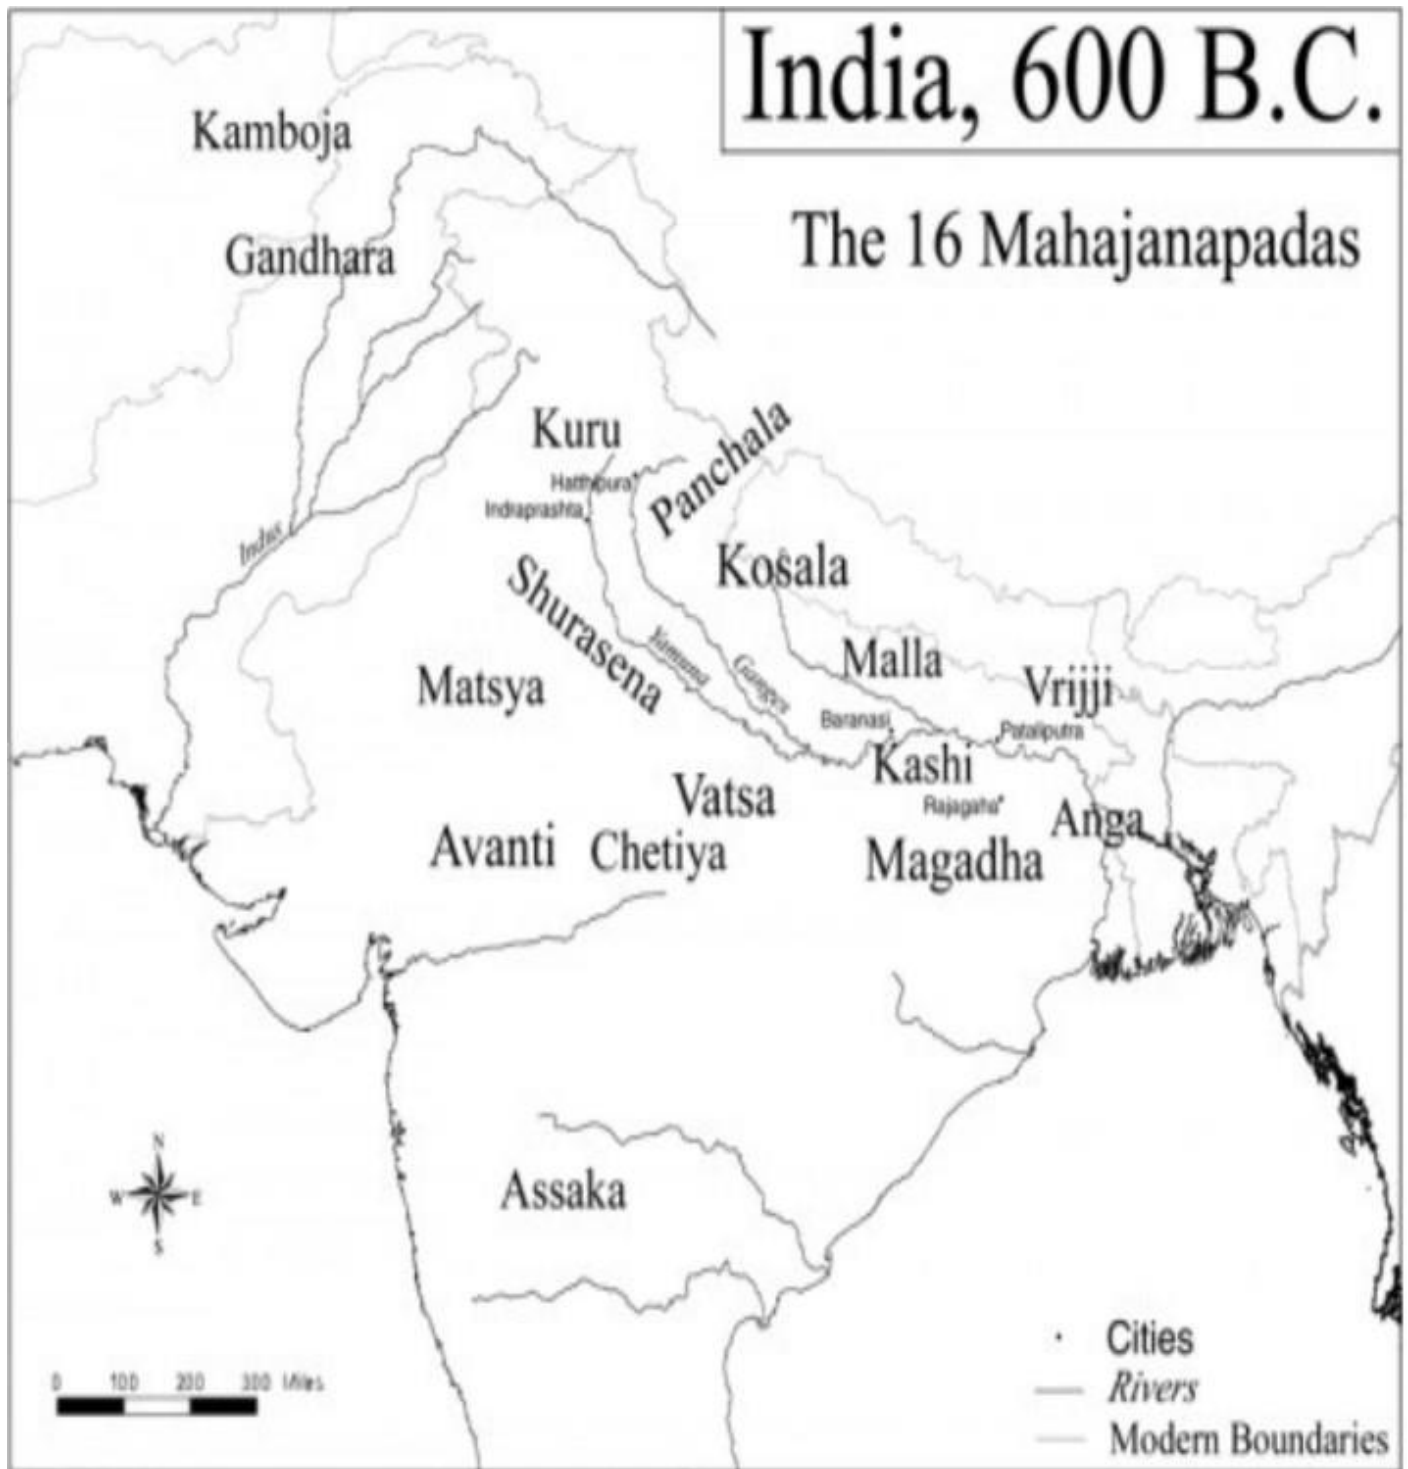 India, 600 B.C.
The 16 Mahajanapadas
Kamboja
Gandhara
Kuru
Panchala
Hatthipura
Indraprashta
Indus
Kosala
Shurasena
Malla
Matsya
Yamuna
Ganges
Vrijji
Baranasi
Pataliputra
Kashi
Vatsa
Rajagaha
Anga
Avanti
Chetiya
Magadha
N
W E
S
Assaka
0 100 200 300 Miles
Cities
Rivers
Modern Boundaries